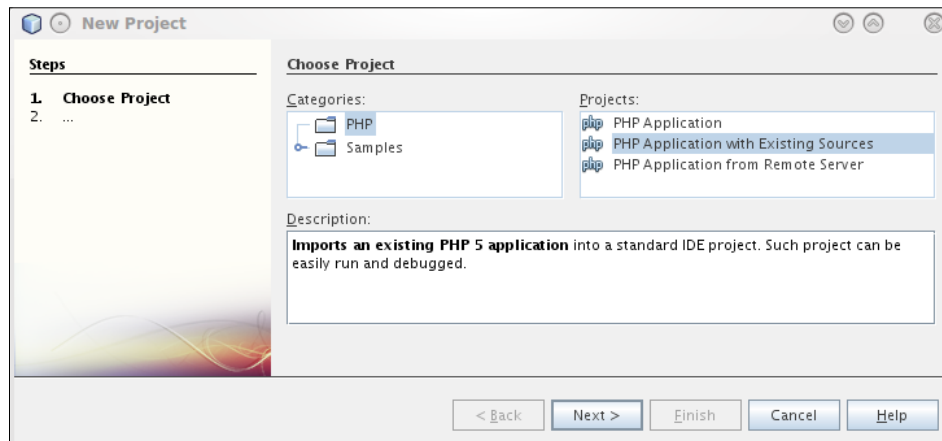 New Project
Steps
1. Choose Project
2. ...
Choose Project
Categories:
PHP
Samples
Projects:
php PHP Application
php PHP Application with Existing Sources
php PHP Application from Remote Server
Description:
Imports an existing PHP 5 application into a standard IDE project. Such project can be
easily run and debugged.
< Back Next > Finish Cancel Help